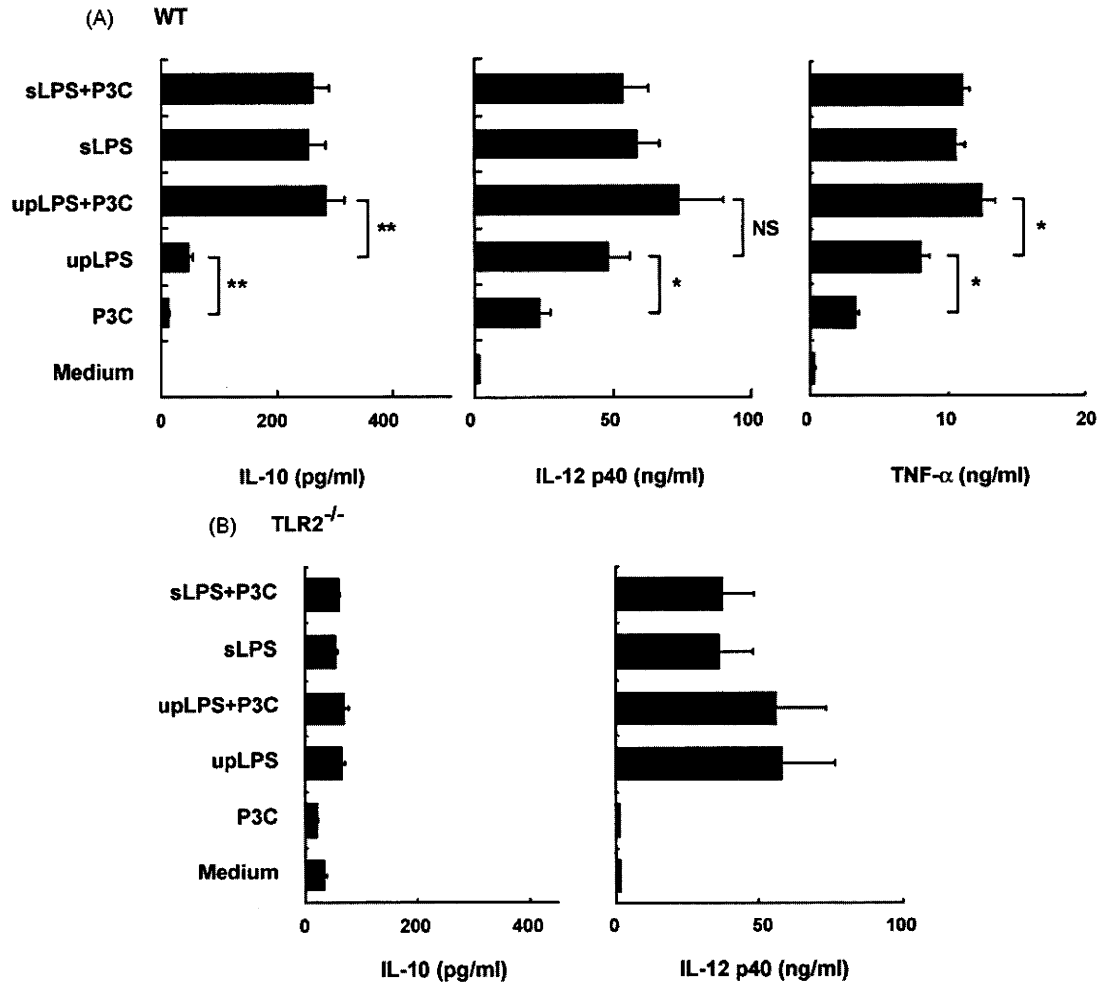 (A) WT
sLPS+P3C
sLPS
upLPS+P3C
upLPS
P3C
Medium
**
**
0 200 400
IL-10 (pg/ml)
NS
*
0 50 100
IL-12 p40 (ng/ml)
*
*
0 10 20
TNF-α (ng/ml)
(B) TLR2-/-
sLPS+P3C
sLPS
upLPS+P3C
upLPS
P3C
Medium
0 200 400
IL-10 (pg/ml)
0 50 100
IL-12 p40 (ng/ml)